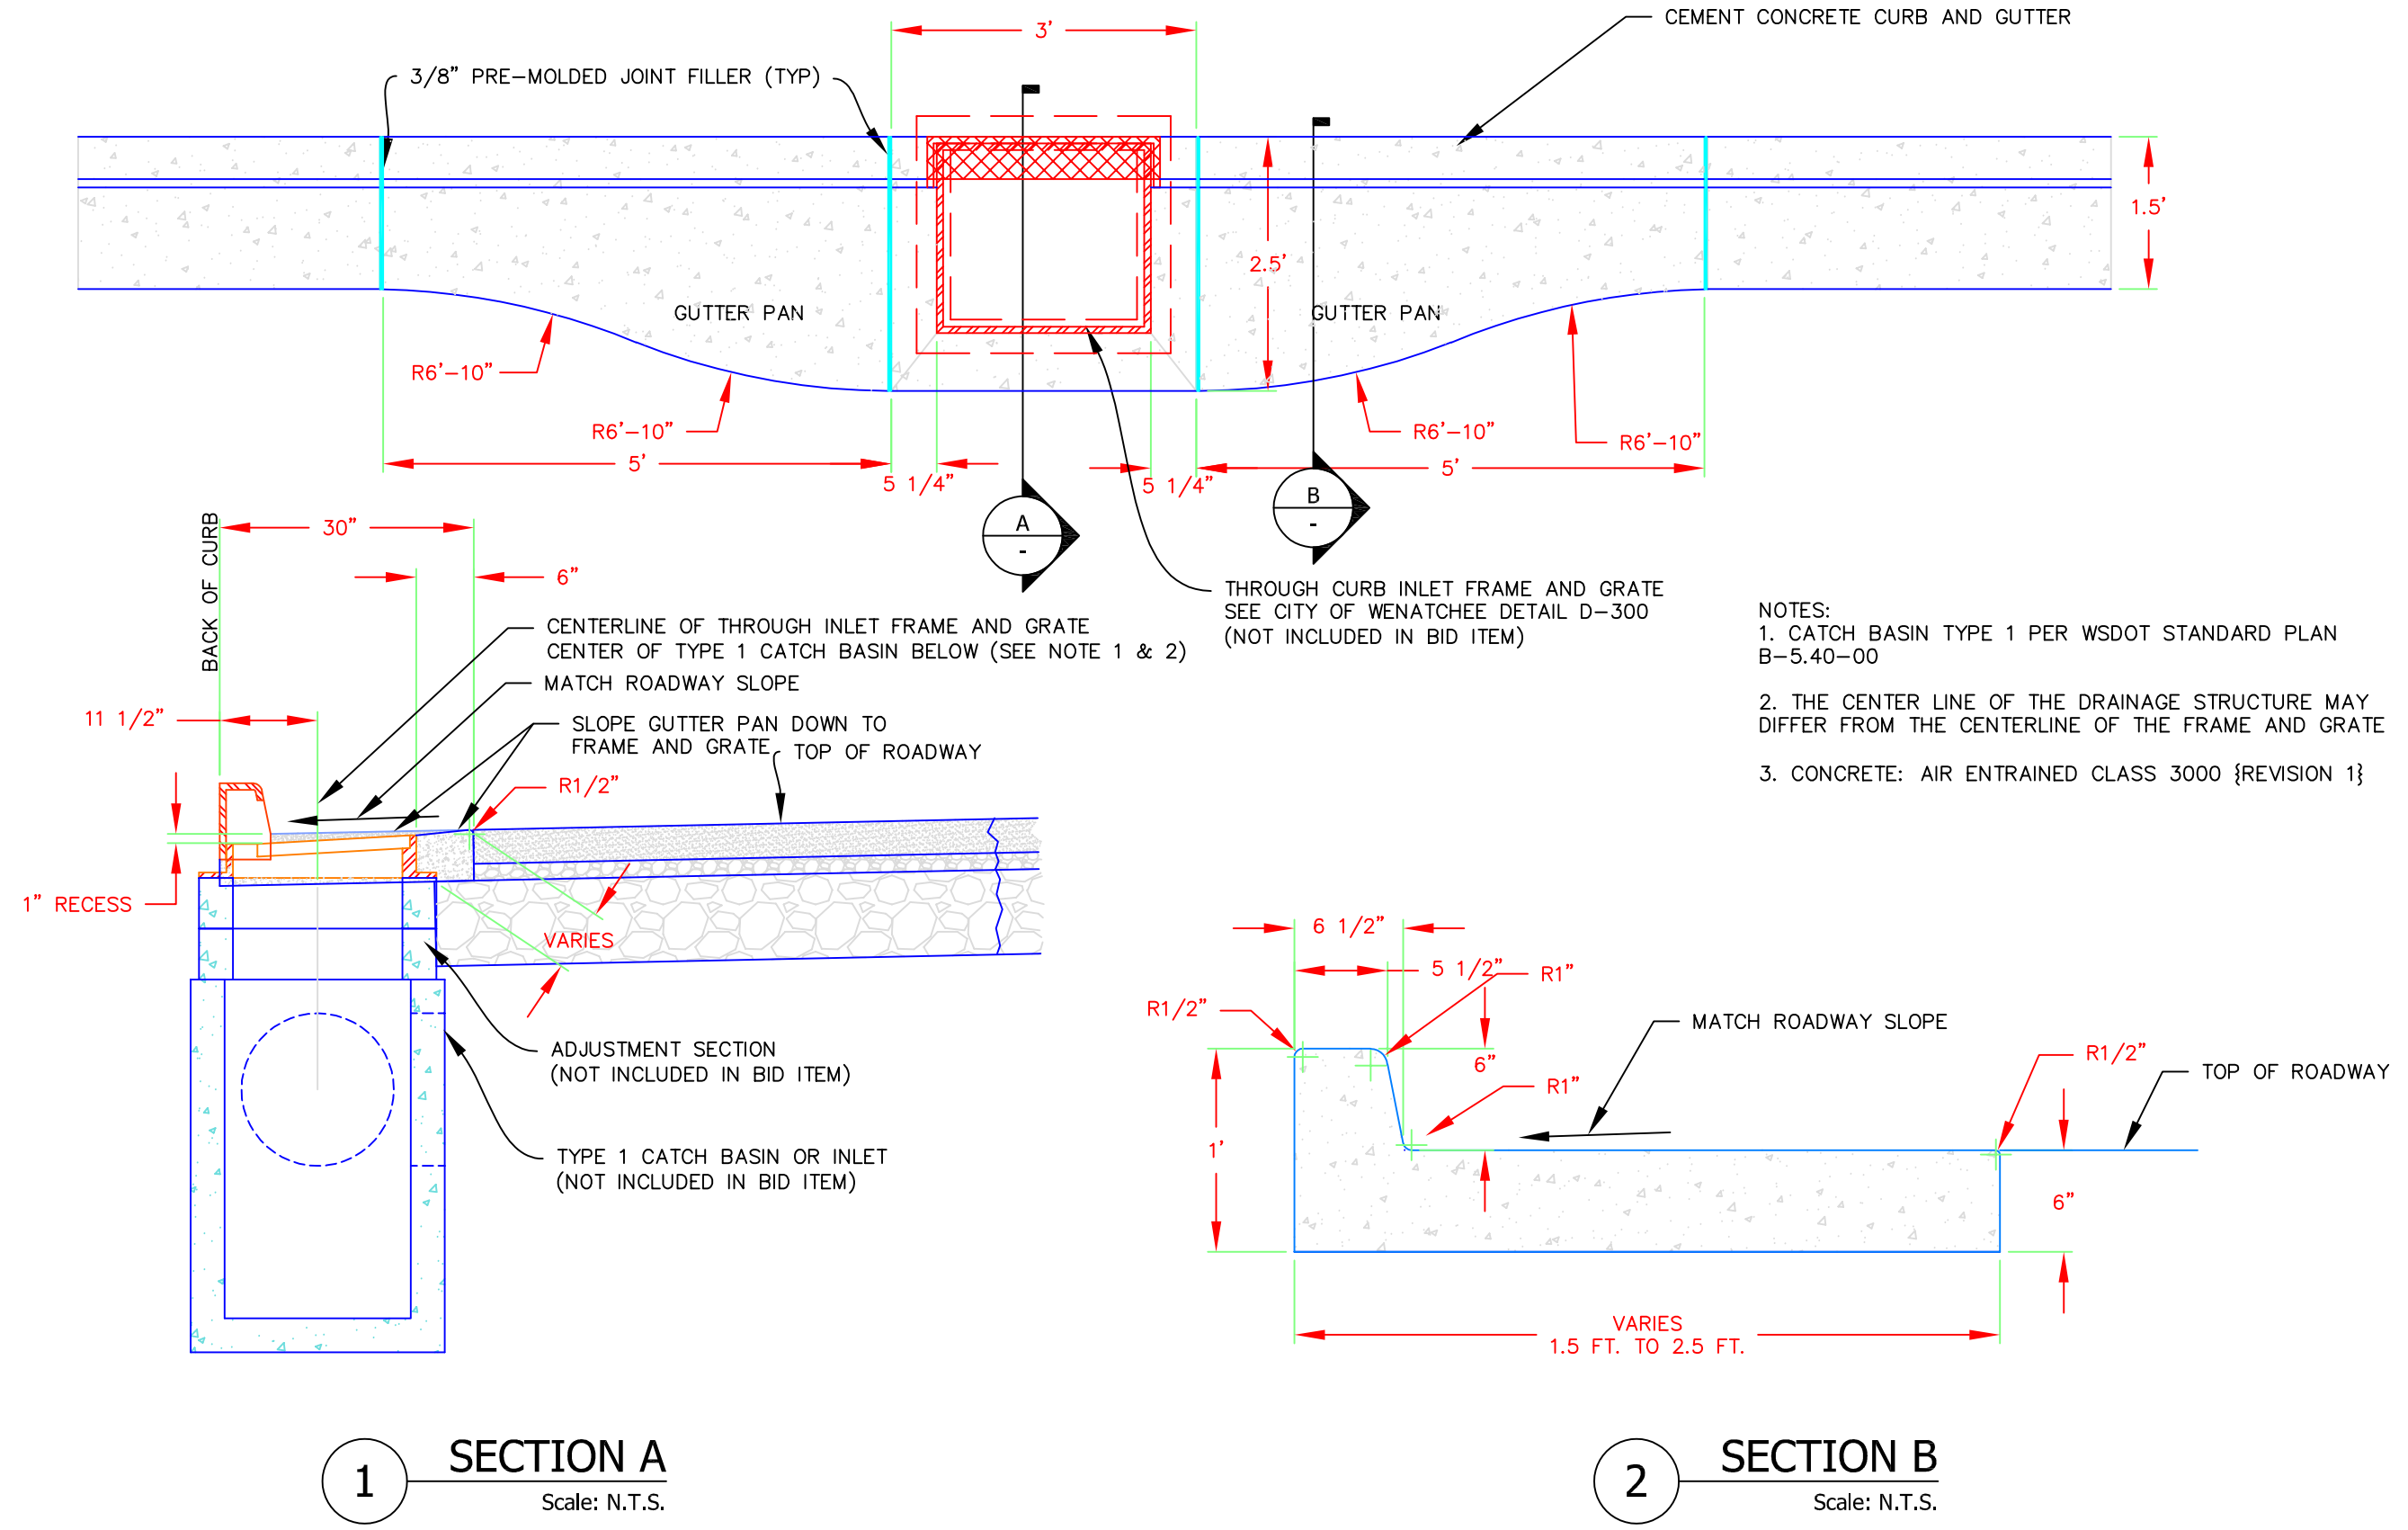 3'
CEMENT CONCRETE CURB AND GUTTER
3/8" PRE-MOLDED JOINT FILLER (TYP)
1.5'
2.5'
GUTTER PAN
GUTTER PAN
R6'-10"
R6'-10"
R6'-10"
R6'-10"
5'
5'
5 1/4"
5 1/4"
A
-
B
-
BACK OF CURB
30"
6"
THROUGH CURB INLET FRAME AND GRATE
SEE CITY OF WENATCHEE DETAIL D-300
(NOT INCLUDED IN BID ITEM)
CENTERLINE OF THROUGH INLET FRAME AND GRATE
CENTER OF TYPE 1 CATCH BASIN BELOW (SEE NOTE 1 & 2)
MATCH ROADWAY SLOPE
11 1/2"
SLOPE GUTTER PAN DOWN TO
FRAME AND GRATE
TOP OF ROADWAY
R1/2"
1" RECESS
VARIES
ADJUSTMENT SECTION
(NOT INCLUDED IN BID ITEM)
TYPE 1 CATCH BASIN OR INLET
(NOT INCLUDED IN BID ITEM)
NOTES:
1. CATCH BASIN TYPE 1 PER WSDOT STANDARD PLAN
B-5.40-00
2. THE CENTER LINE OF THE DRAINAGE STRUCTURE MAY
DIFFER FROM THE CENTERLINE OF THE FRAME AND GRATE
3. CONCRETE: AIR ENTRAINED CLASS 3000 {REVISION 1}
6 1/2"
5 1/2"
R1"
R1/2"
MATCH ROADWAY SLOPE
6"
R1"
R1/2"
TOP OF ROADWAY
1'
6"
VARIES
1.5 FT. TO 2.5 FT.
1
SECTION A
Scale: N.T.S.
2
SECTION B
Scale: N.T.S.